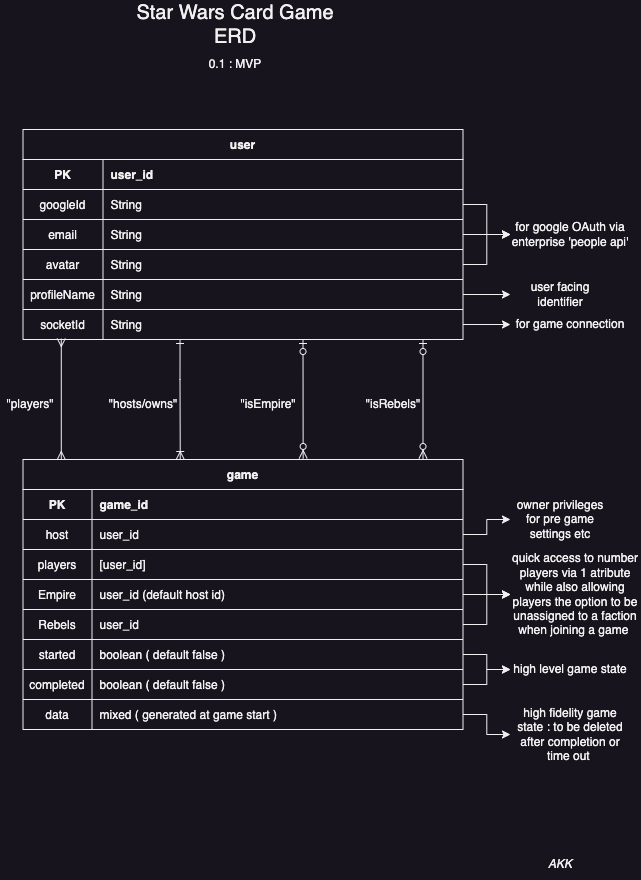 Star Wars Card Game
ERD
0.1 : MVP
user
PK user_id
googleId String
email String
avatar String
for google OAuth via
enterprise 'people api'
profileName String
user facing
identifier
socketId String
for game connection
"players" "hosts/owns" "isEmpire" "isRebels"
game
PK game_id
host user_id
owner privileges
for pre game
settings etc
players [user_id]
Empire user_id (default host id)
Rebels user_id
quick access to number
players via 1 atribute
while also allowing
players the option to be
unassigned to a faction
when joining a game
started boolean ( default false )
completed boolean ( default false )
high level game state
data mixed ( generated at game start )
high fidelity game
state : to be deleted
after completion or
time out
AKK